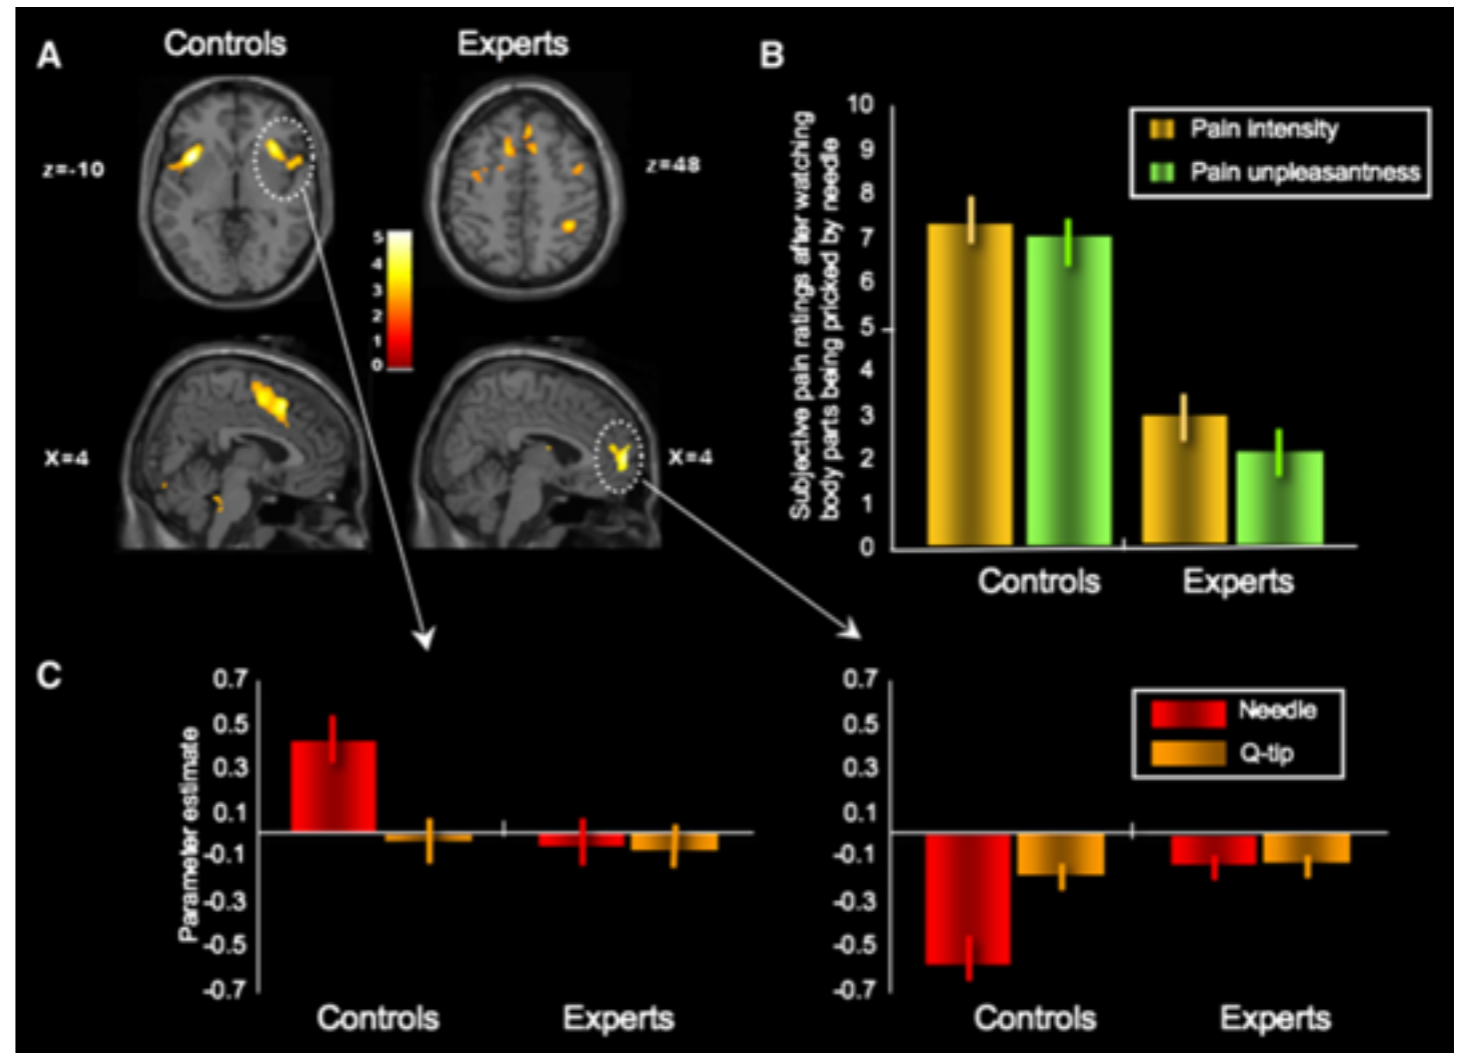 A
Controls
Experts
z=-10
z=48
5
4
3
2
1
0
X=4
X=4
B
Subjective pain ratings after watching
body parts being pricked by needle
10
9
8
7
6
5
4
3
2
1
0
Pain intensity
Pain unpleasantness
Controls
Experts
C
Parameter estimate
0.7
0.5
0.3
0.1
-0.1
-0.3
-0.5
-0.7
Controls
Experts
0.7
0.5
0.3
0.1
-0.1
-0.3
-0.5
-0.7
Needle
Q-tip
Controls
Experts